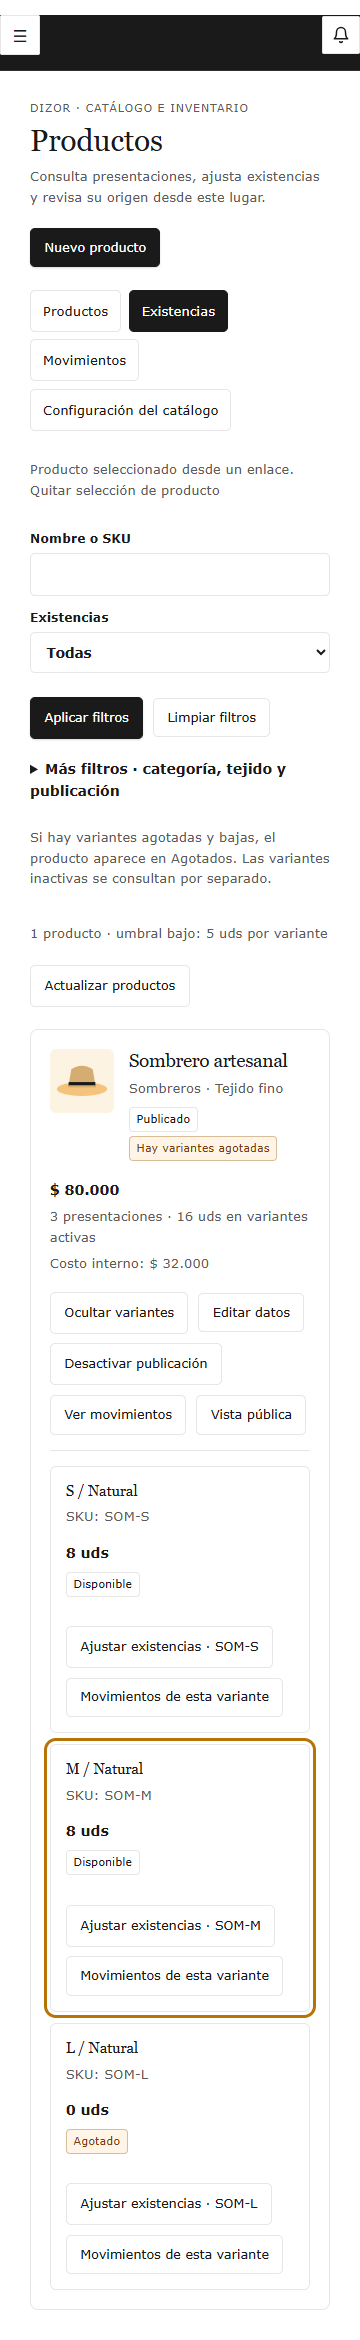 ☰
DIZOR · CATÁLOGO E INVENTARIO
Productos
Consulta presentaciones, ajusta existencias
y revisa su origen desde este lugar.
Nuevo producto
Productos
Existencias
Movimientos
Configuración del catálogo
Producto seleccionado desde un enlace.
Quitar selección de producto
Nombre o SKU
Existencias
Todas
Aplicar filtros
Limpiar filtros
▶ Más filtros · categoría, tejido y
publicación
Si hay variantes agotadas y bajas, el
producto aparece en Agotados. Las variantes
inactivas se consultan por separado.
1 producto · umbral bajo: 5 uds por variante
Actualizar productos
Sombrero artesanal
Sombreros · Tejido fino
Publicado
Hay variantes agotadas
$ 80.000
3 presentaciones · 16 uds en variantes
activas
Costo interno: $ 32.000
Ocultar variantes
Editar datos
Desactivar publicación
Ver movimientos
Vista pública
S / Natural
SKU: SOM-S
8 uds
Disponible
Ajustar existencias · SOM-S
Movimientos de esta variante
M / Natural
SKU: SOM-M
8 uds
Disponible
Ajustar existencias · SOM-M
Movimientos de esta variante
L / Natural
SKU: SOM-L
0 uds
Agotado
Ajustar existencias · SOM-L
Movimientos de esta variante